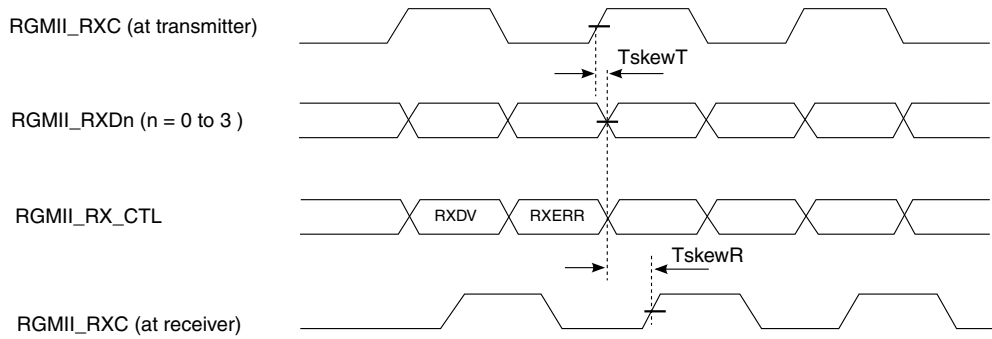 RGMII_RXC (at transmitter)
TskewT
RGMII_RXDn (n = 0 to 3 )
RGMII_RX_CTL
RXDV
RXERR
TskewR
RGMII_RXC (at receiver)